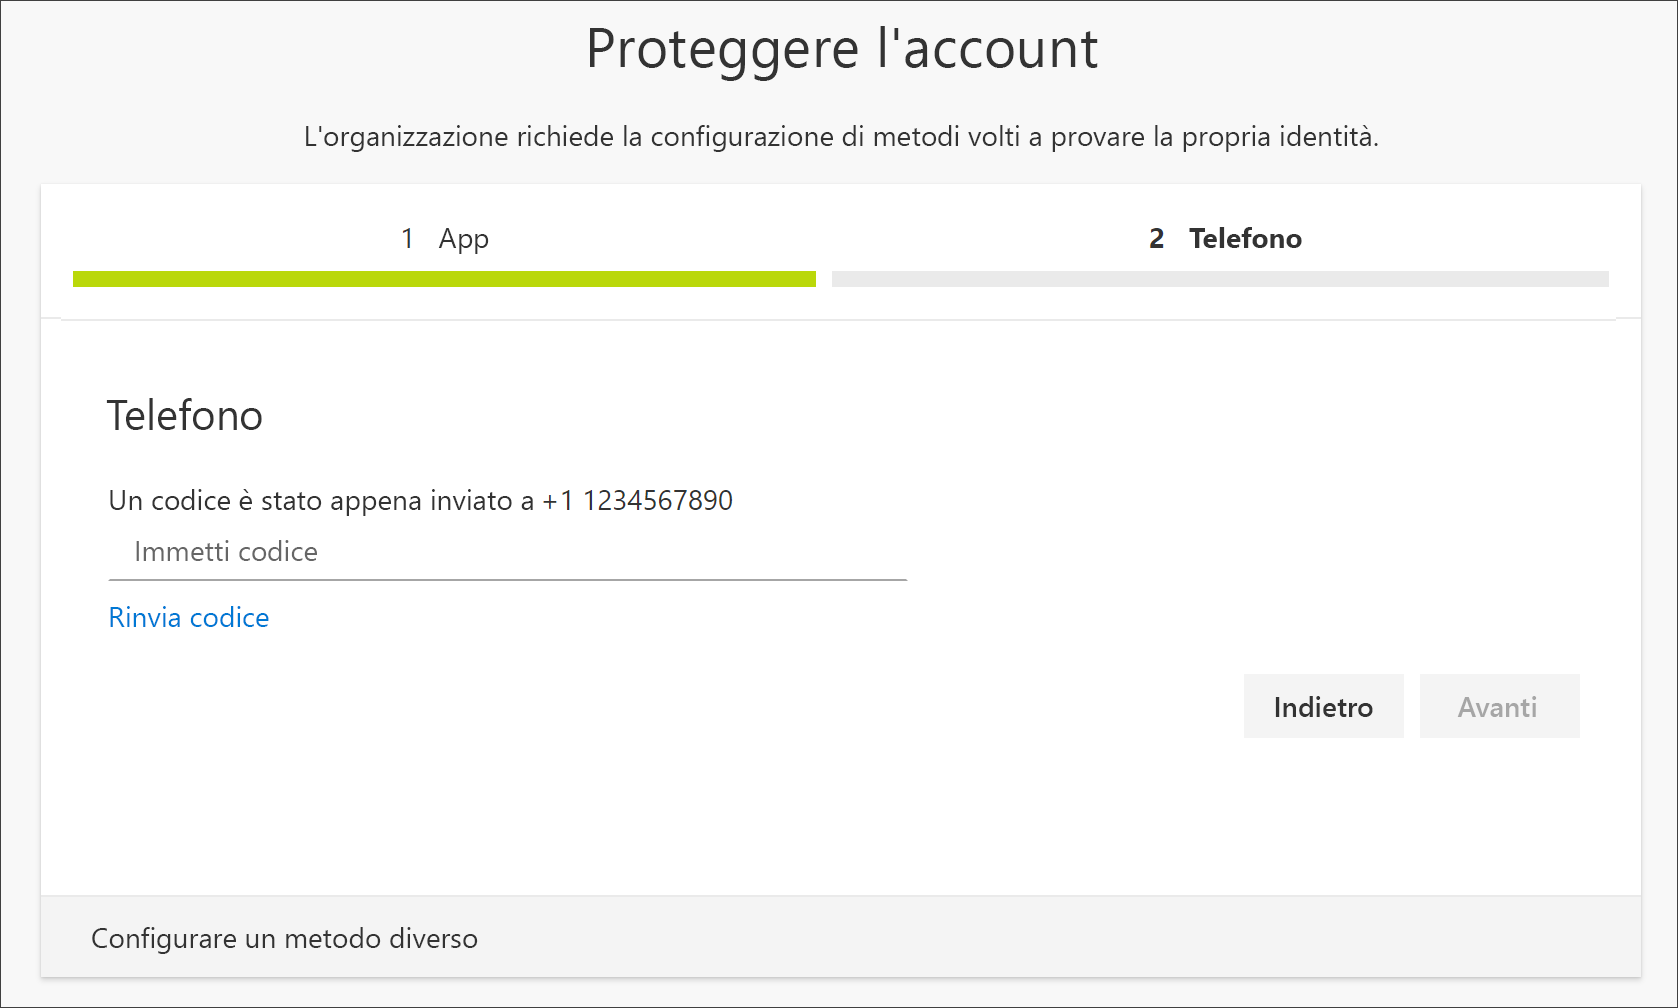 Proteggere l'account
L'organizzazione richiede la configurazione di metodi volti a provare la propria identità.
1 App
2 Telefono
Telefono
Un codice è stato appena inviato a +1 1234567890
Immetti codice
Rinvia codice
Indietro
Avanti
Configurare un metodo diverso